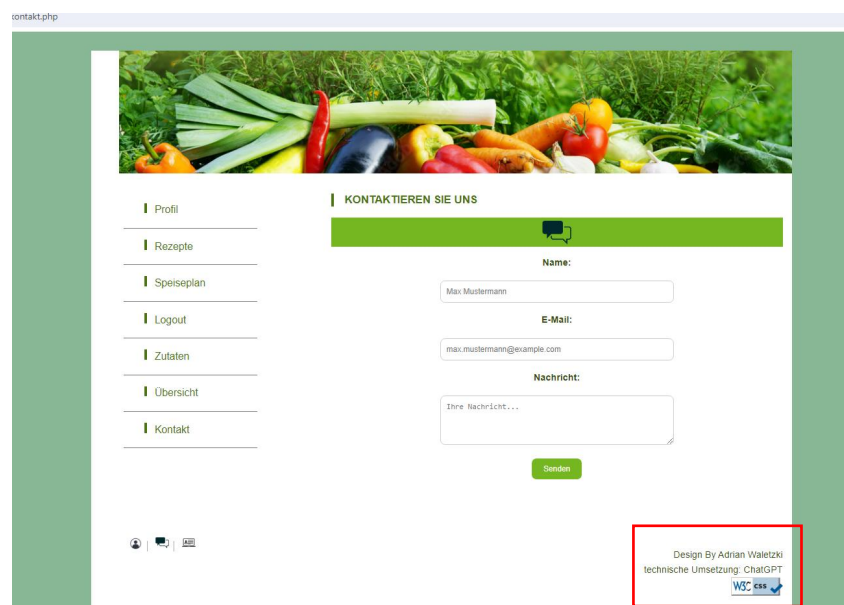 kontakt.php
KONTAKTIEREN SIE UNS
Profil
Rezepte
Speiseplan
Logout
Zutaten
Übersicht
Kontakt
Name:
Max Mustermann
E-Mail:
max.mustermann@example.com
Nachricht:
Ihre Nachricht...
Senden
Design By Adrian Waletzki
technische Umsetzung: ChatGPT
W3C css